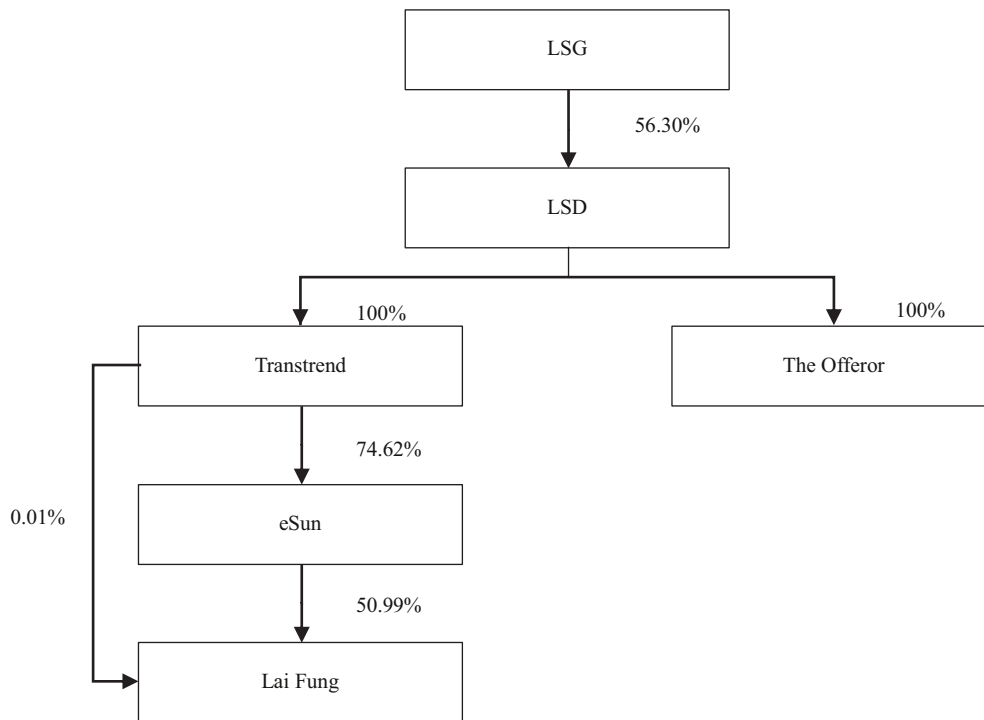 LSG
56.30%
LSD
100%
100%
Transtrend
The Offeror
74.62%
0.01%
eSun
50.99%
Lai Fung